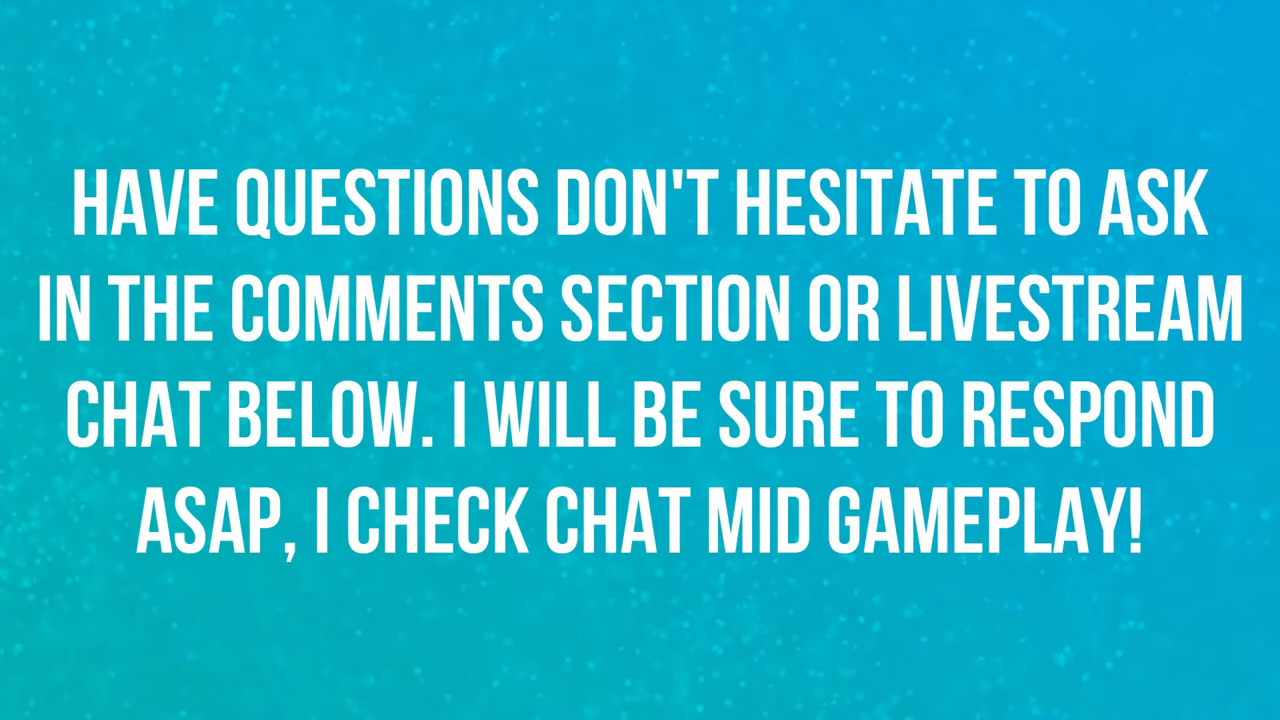 HAVE QUESTIONS DON'T HESITATE TO ASK
IN THE COMMENTS SECTION OR LIVESTREAM
CHAT BELOW. I WILL BE SURE TO RESPOND
ASAP, I CHECK CHAT MID GAMEPLAY!